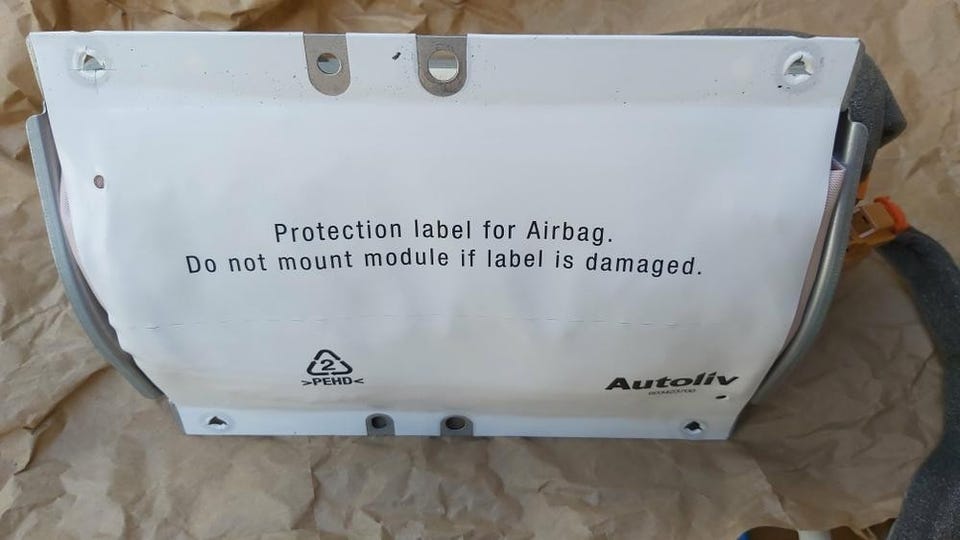 Protection label for Airbag.
Do not mount module if label is damaged.
2
>PEHD<
Autoliv